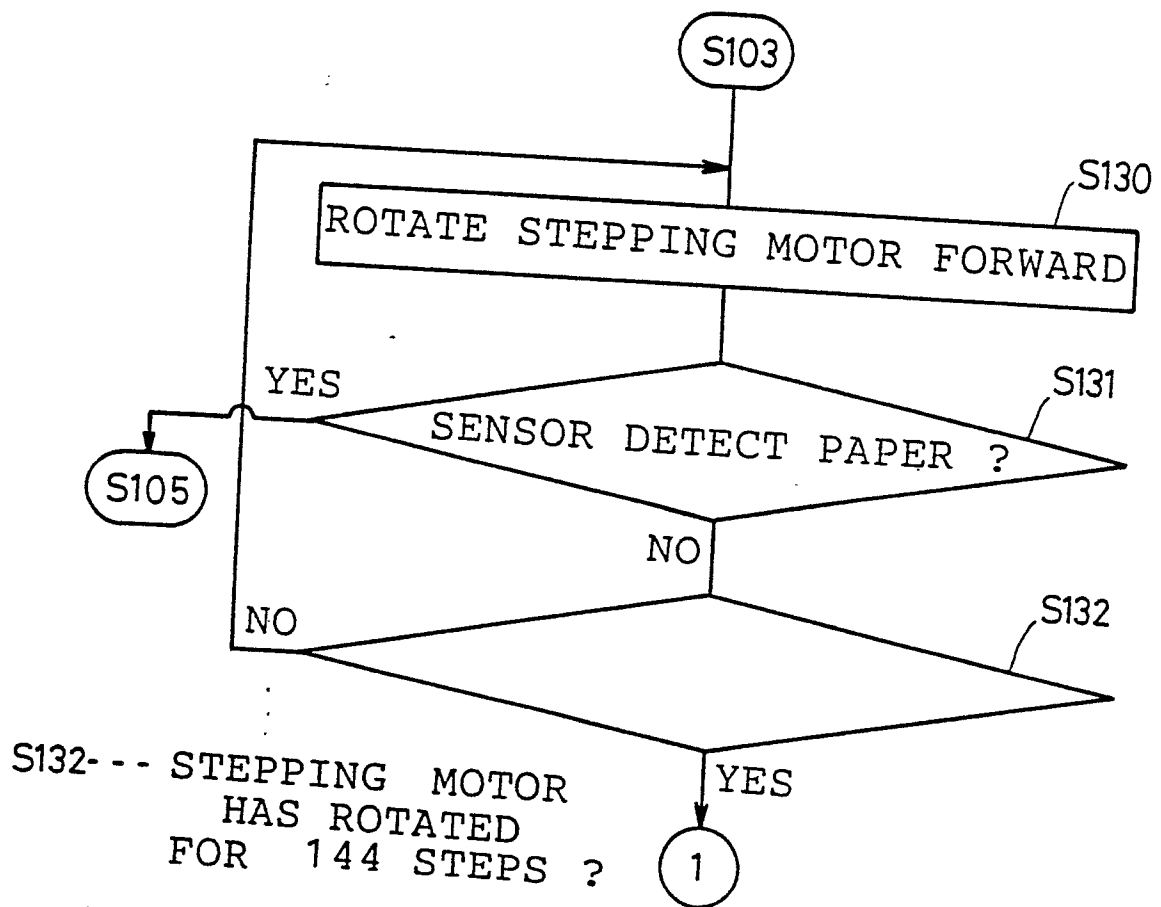 S103
S130
ROTATE STEPPING MOTOR FORWARD
YES
S131
SENSOR DETECT PAPER ?
S105
NO
S132
NO
S132--- STEPPING MOTOR
HAS ROTATED
FOR 144 STEPS ?
YES
1